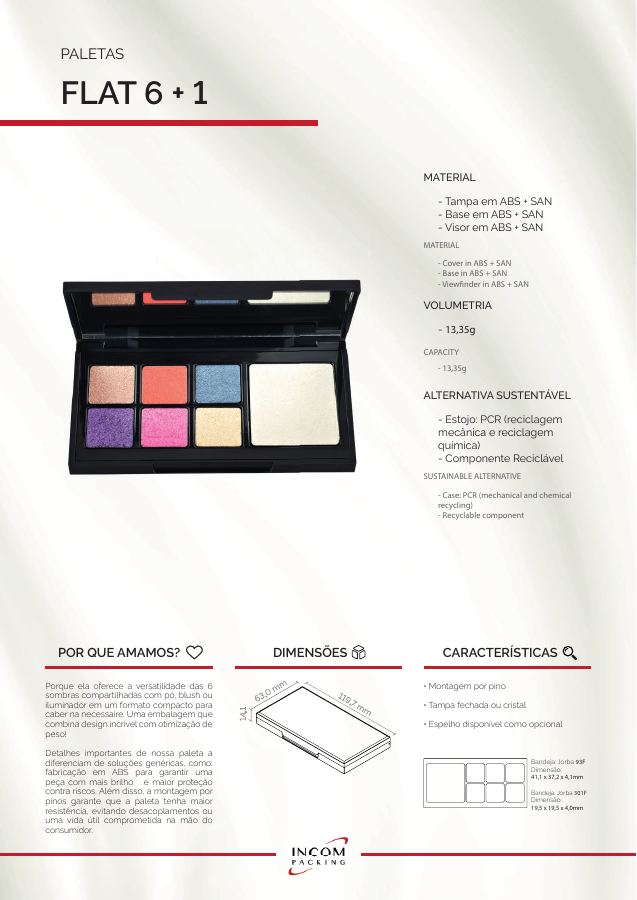 PALETAS
FLAT 6 + 1
MATERIAL
- Tampa em ABS + SAN
- Base em ABS + SAN
- Visor em ABS + SAN
MATERIAL
- Cover in ABS + SAN
- Base in ABS + SAN
- Viewfinder in ABS + SAN
VOLUMETRIA
- 13,35g
CAPACITY
- 13,35g
ALTERNATIVA SUSTENTÁVEL
- Estojo: PCR (reciclagem
mecânica e reciclagem
química)
- Componente Reciclável
SUSTAINABLE ALTERNATIVE
- Case: PCR (mechanical and chemical
recycling)
- Recyclable component
POR QUE AMAMOS?
Porque ela oferece a versatilidade das 6
sombras compartilhadas com pó, blush ou
iluminador em um formato compacto para
caber na necessaire. Uma embalagem que
combina design incrível com otimização de
peso!
Detalhes importantes de nossa paleta a
diferenciam de soluções genéricas, como:
fabricação em ABS para garantir uma
peça com mais brilho e maior proteção
contra riscos. Além disso, a montagem por
pinos garante que a paleta tenha maior
resistência, evitando desacoplamentos ou
uma vida útil comprometida na mão do
consumidor.
DIMENSÕES
14,1
63,0 mm
119,7 mm
CARACTERÍSTICAS
• Montagem por pino
• Tampa fechada ou cristal
• Espelho disponível como opcional
Bandeja: Jorba 93F
Dimensão:
41,1 x 37,2 x 4,1mm
Bandeja: Jorba 301F
Dimensão:
19,5 x 19,5 x 4,0mm
INCOM
PACKING